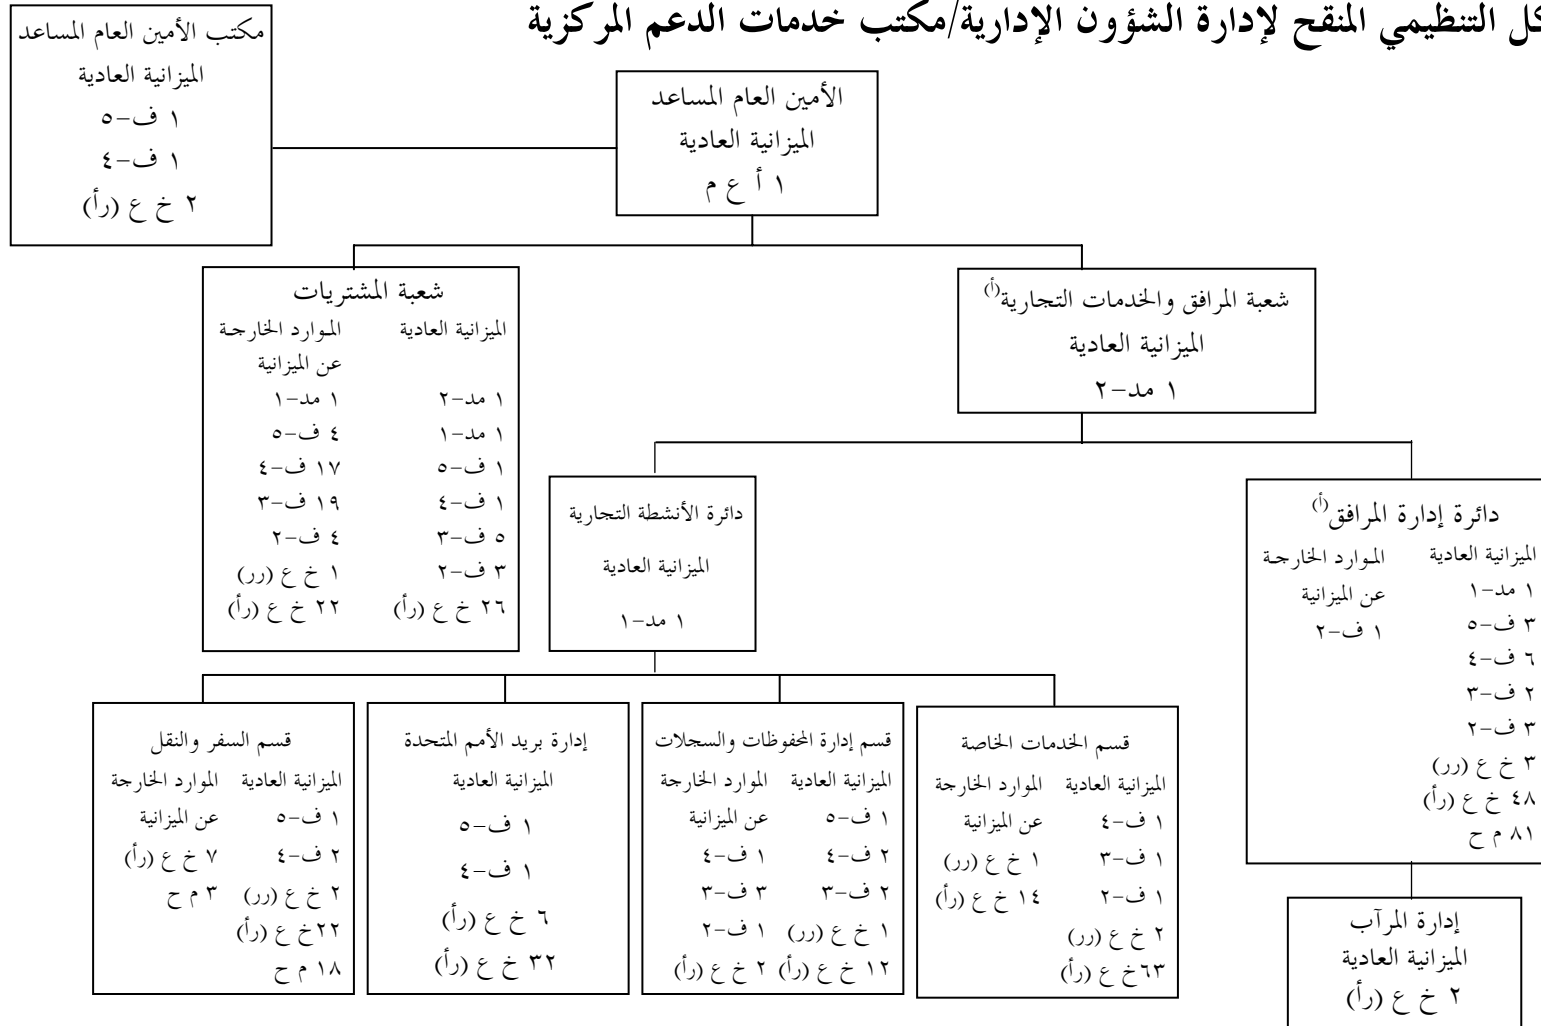 كل التنظيمي المنقح لإدارة الشؤون الإدارية/مكتب خدمات الدعم المركزية
مكتب الأمين العام المساعد
الميزانية العادية
١ ف-٥
١ ف-٤
٢ خ ع (رأ)
الأمين العام المساعد
الميزانية العادية
١ أ ع م
شعبة المشتريات
الميزانية العادية الموارد الخارجة
عن الميزانية
١ مد-٢ ١ مد-١
١ مد-١ ٤ ف-٥
١ ف-٥ ١٧ ف-٤
١ ف-٤ ١٩ ف-٣
٥ ف-٣ ٤ ف-٢
٣ ف-٢ ١ خ ع (رر)
٢٦ خ ع (رأ) ٢٢ خ ع (رأ)
شعبة المرافق والخدمات التجارية(أ)
الميزانية العادية
١ مد-٢
دائرة الأنشطة التجارية
الميزانية العادية
١ مد-١
دائرة إدارة المرافق(أ)
الميزانية العادية الموارد الخارجة
١ مد-١ عن الميزانية
٣ ف-٥ ١ ف-٢
٦ ف-٤
٢ ف-٣
٣ ف-٢
٣ خ ع (رر)
٤٨ خ ع (رأ)
٨١ م ح
قسم الخدمات الخاصة
الميزانية العادية الموارد الخارجة
١ ف-٤ عن الميزانية
١ ف-٣ ١ خ ع (رر)
١ ف-٢ ١٤ خ ع (رأ)
٢ خ ع (رر)
٦٣خ ع (رأ)
قسم إدارة المحفوظات والسجلات
الميزانية العادية الموارد الخارجة
١ ف-٥ عن الميزانية
٢ ف-٤ ١ ف-٤
٢ ف-٣ ٣ ف-٣
١ خ ع (رر) ١ ف-٢
١٢ خ ع (رأ) ٢ خ ع (رأ)
إدارة بريد الأمم المتحدة
الميزانية العادية
١ ف-٥
١ ف-٤
٦ خ ع (رأ)
٣٢ خ ع (رأ)
قسم السفر والنقل
الميزانية العادية الموارد الخارجة
١ ف-٥ عن الميزانية
٢ ف-٤ ٧ خ ع (رأ)
٢ خ ع (رر) ٣ م ح
٢٢خ ع (رأ)
١٨ م ح
إدارة المرآب
الميزانية العادية
٢ خ ع (رأ)